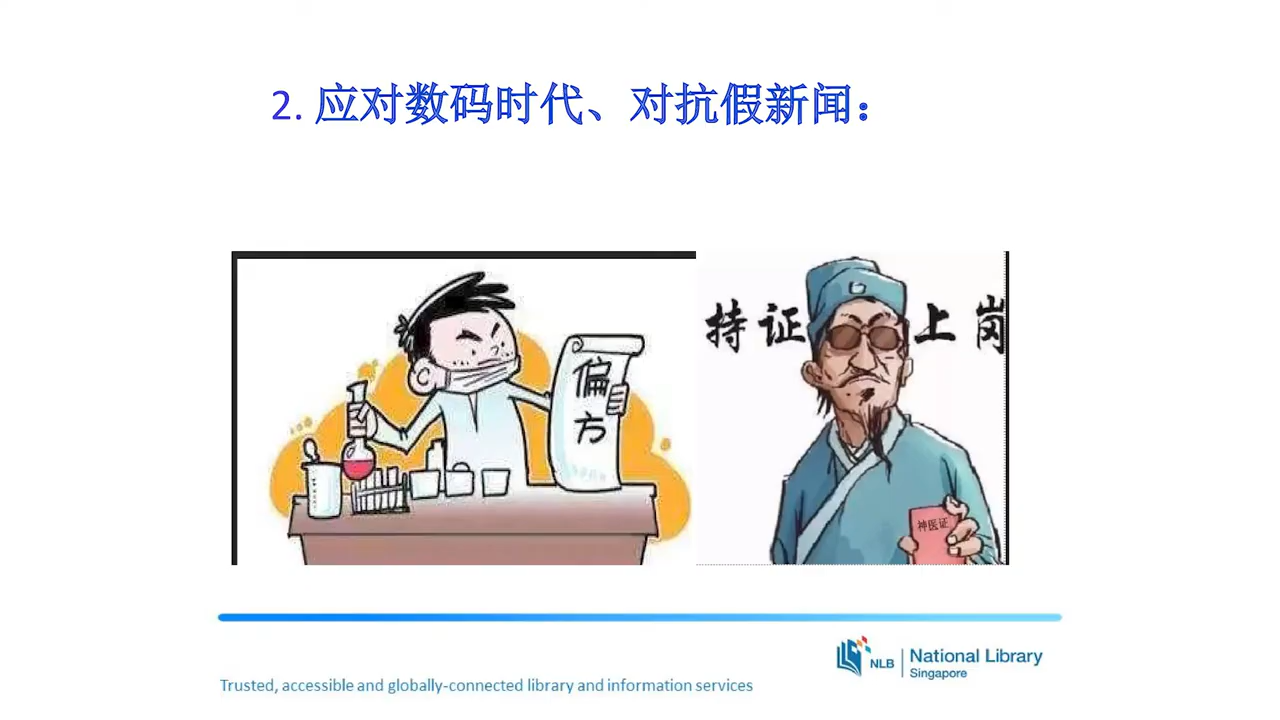 2. 应对数码时代、对抗假新闻：
偏方
持证上岗
神医证
NLB
National Library
Singapore
Trusted, accessible and globally-connected library and information services